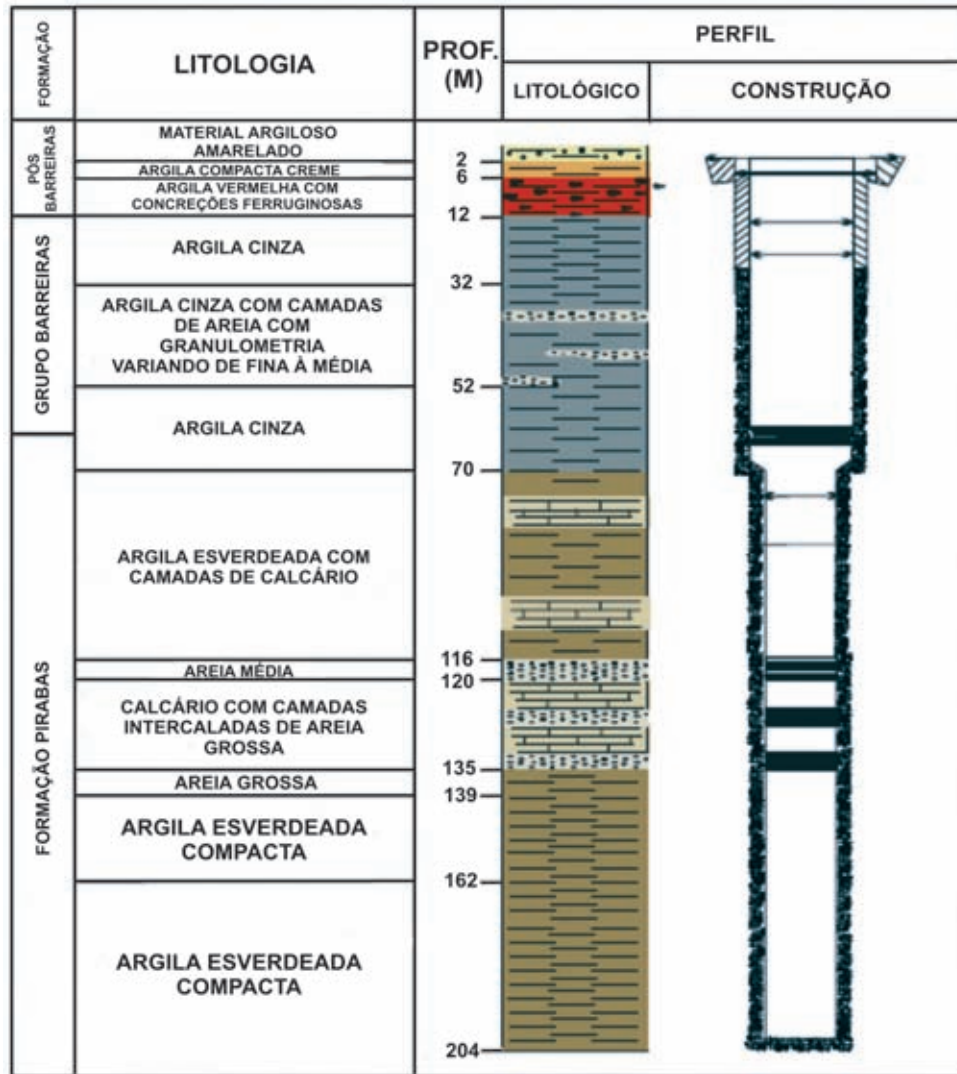 FORMAÇÃO
LITOLOGIA
PROF.
(M)
PERFIL
LITOLÓGICO
CONSTRUÇÃO
PÓS
BARREIRAS
MATERIAL ARGILOSO
AMARELADO
2
ARGILA COMPACTA CREME
6
ARGILA VERMELHA COM
CONCREÇÕES FERRUGINOSAS
12
GRUPO BARREIRAS
ARGILA CINZA
32
ARGILA CINZA COM CAMADAS
DE AREIA COM
GRANULOMETRIA
VARIANDO DE FINA À MÉDIA
52
ARGILA CINZA
70
FORMAÇÃO PIRABAS
ARGILA ESVERDEADA COM
CAMADAS DE CALCÁRIO
116
AREIA MÉDIA
120
CALCÁRIO COM CAMADAS
INTERCALADAS DE AREIA
GROSSA
135
AREIA GROSSA
139
ARGILA ESVERDEADA
COMPACTA
162
ARGILA ESVERDEADA
COMPACTA
204